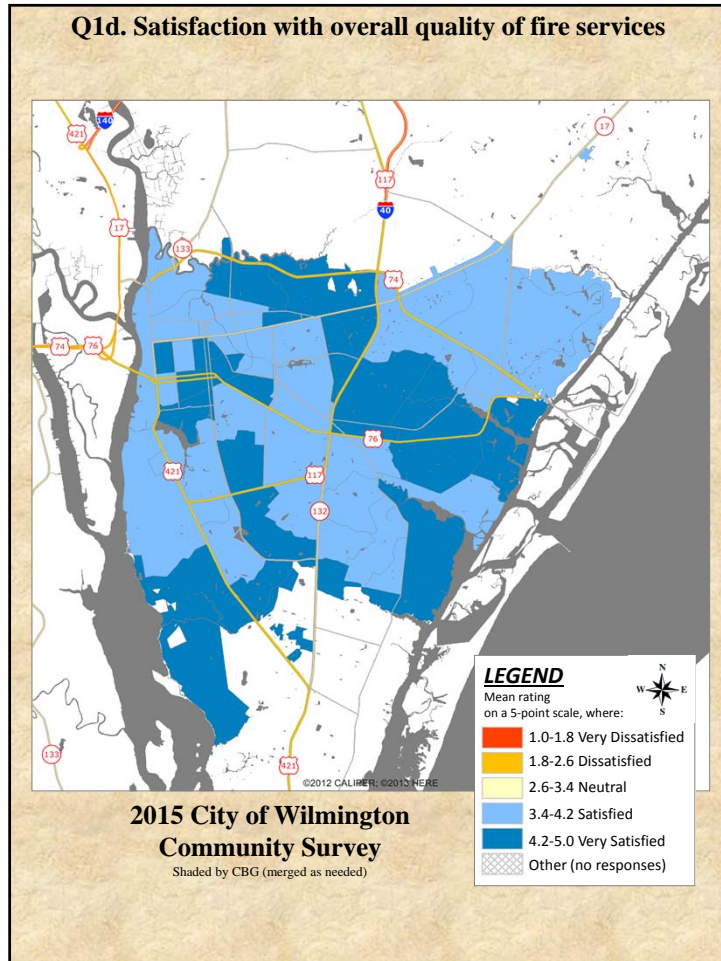 Q1d. Satisfaction with overall quality of fire services
140
421
17
117
40
17
133
74
74
76
76
421
117
132
133
421
©2012 CALIPER; ©2013 HERE
LEGEND
Mean rating
on a 5-point scale, where:
N
W E
S
1.0-1.8 Very Dissatisfied
1.8-2.6 Dissatisfied
2.6-3.4 Neutral
3.4-4.2 Satisfied
4.2-5.0 Very Satisfied
Other (no responses)
2015 City of Wilmington
Community Survey
Shaded by CBG (merged as needed)